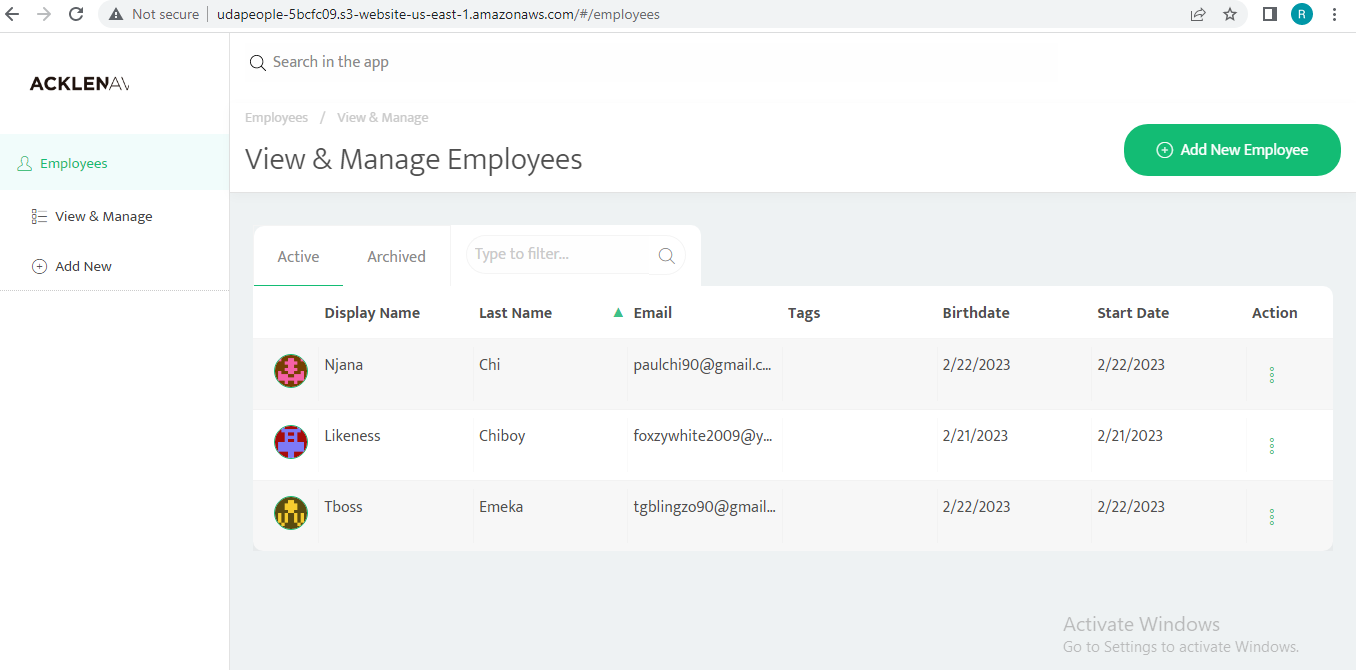 Not secure udapeople-5bcfc09.s3-website-us-east-1.amazonaws.com/#/employees R
ACKLENAV
Search in the app
Employees / View & Manage
View & Manage Employees
Add New Employee
Employees
View & Manage
Add New
Active Archived Type to filter...
Display Name Last Name Email Tags Birthdate Start Date Action
Njana Chi paulchi90@gmail.c... 2/22/2023 2/22/2023
Likeness Chiboy foxzywhite2009@y... 2/21/2023 2/21/2023
Tboss Emeka tgblingzo90@gmail... 2/22/2023 2/22/2023
Activate Windows
Go to Settings to activate Windows.